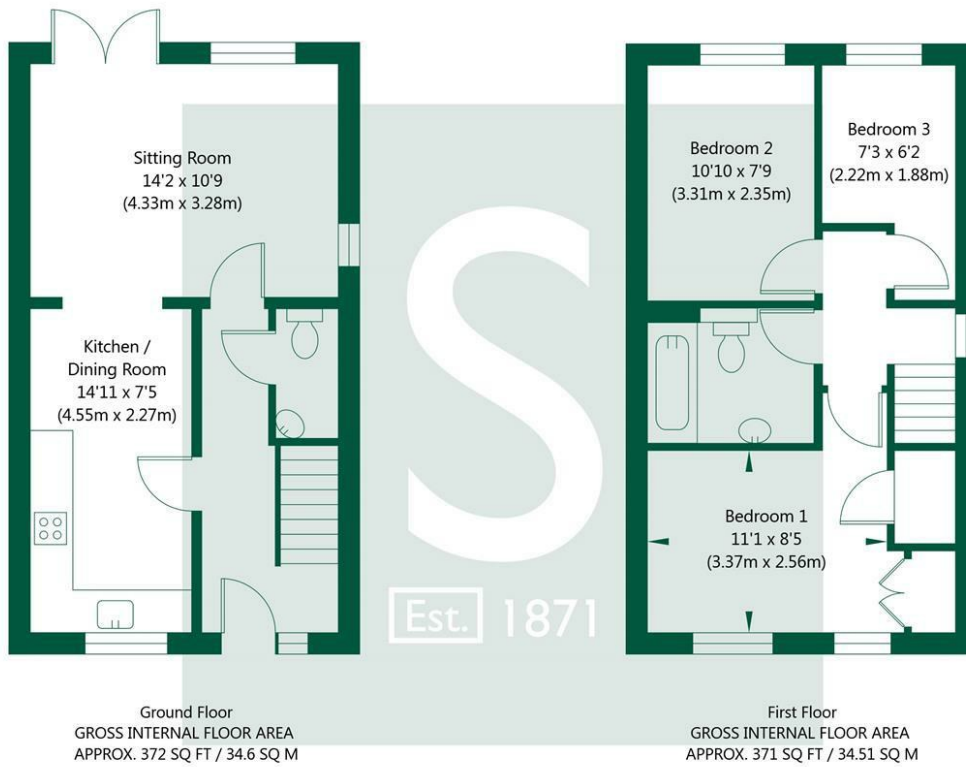 Sitting Room
14'2 x 10'9
(4.33m x 3.28m)
Kitchen /
Dining Room
14'11 x 7'5
(4.55m x 2.27m)
Bedroom 2
10'10 x 7'9
(3.31m x 2.35m)
Bedroom 3
7'3 x 6'2
(2.22m x 1.88m)
Bedroom 1
11'1 x 8'5
(3.37m x 2.56m)
S
Est. 1871
Ground Floor
GROSS INTERNAL FLOOR AREA
APPROX. 372 SQ FT / 34.6 SQ M
First Floor
GROSS INTERNAL FLOOR AREA
APPROX. 371 SQ FT / 34.51 SQ M